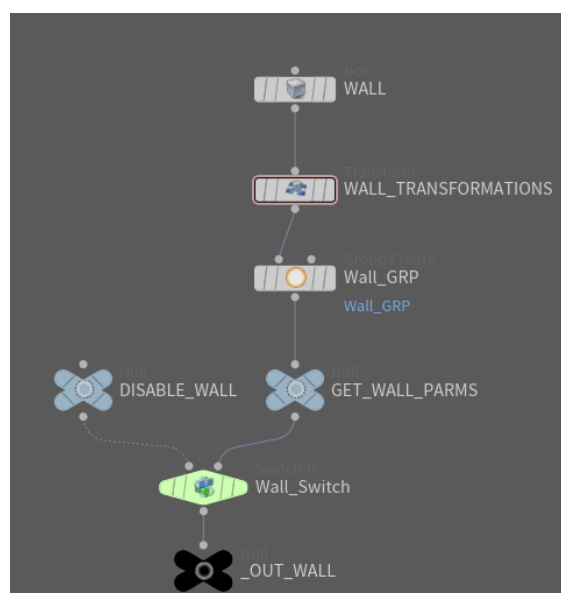 Box
WALL
Transform
WALL_TRANSFORMATIONS
Group Create
Wall_GRP
Wall_GRP
Null
DISABLE_WALL
Null
GET_WALL_PARMS
Switch-If
Wall_Switch
Null
_OUT_WALL